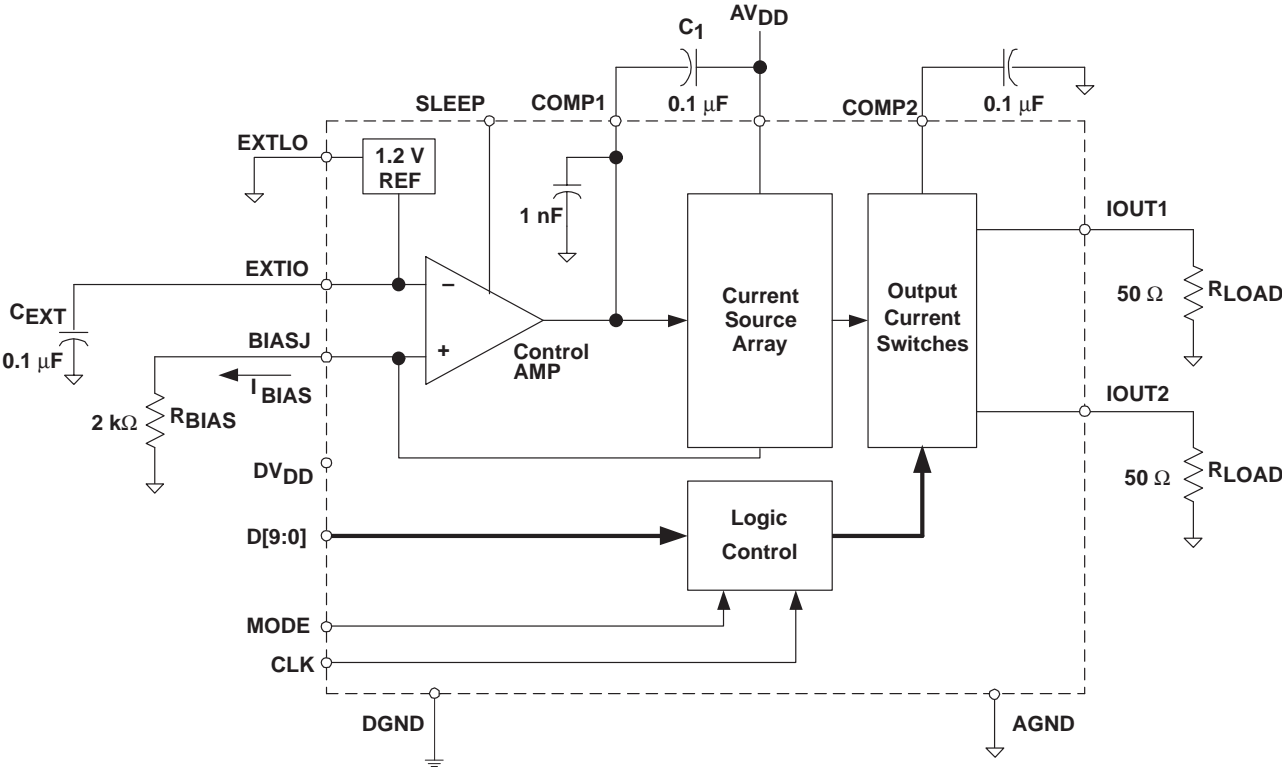 AVDD
C1
0.1 μF
SLEEP
COMP1
COMP2
0.1 μF
EXTLO
1.2 V
REF
1 nF
EXTIO
–
+
Control
AMP
CEXT
0.1 μF
BIASJ
IBIAS
2 kΩ
RBIAS
Current
Source
Array
Output
Current
Switches
IOUT1
50 Ω
RLOAD
IOUT2
50 Ω
RLOAD
DVDD
D[9:0]
Logic
Control
MODE
CLK
DGND
AGND